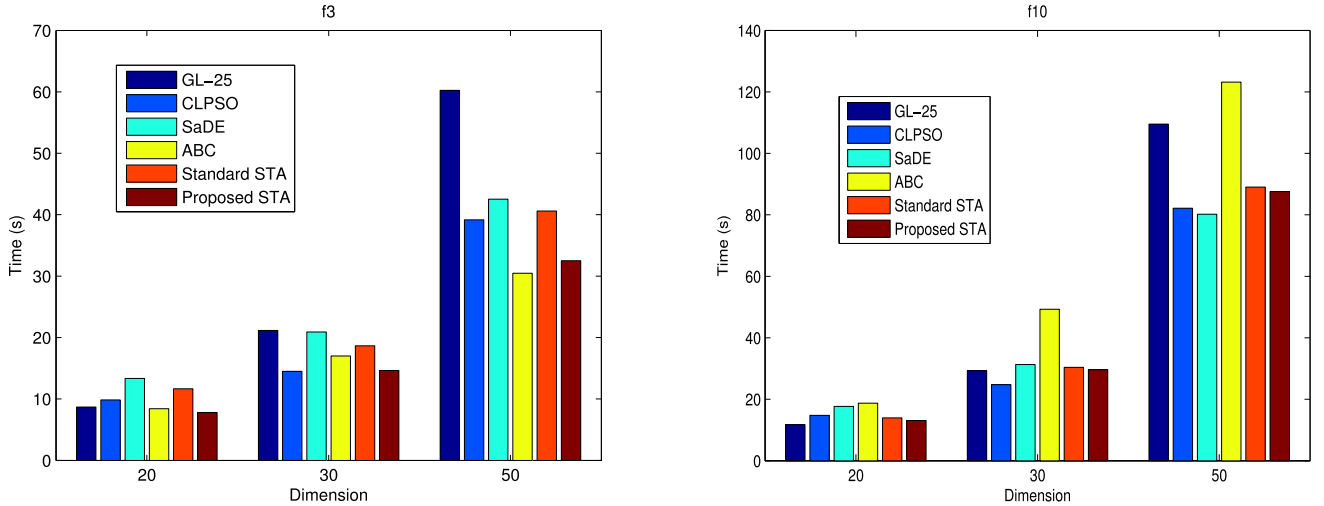 f3
70
60
50
40
30
20
10
0
Time (s)
GL-25
CLPSO
SaDE
ABC
Standard STA
Proposed STA
20
30
50
Dimension
f10
140
120
100
80
60
40
20
0
Time (s)
GL-25
CLPSO
SaDE
ABC
Standard STA
Proposed STA
20
30
50
Dimension